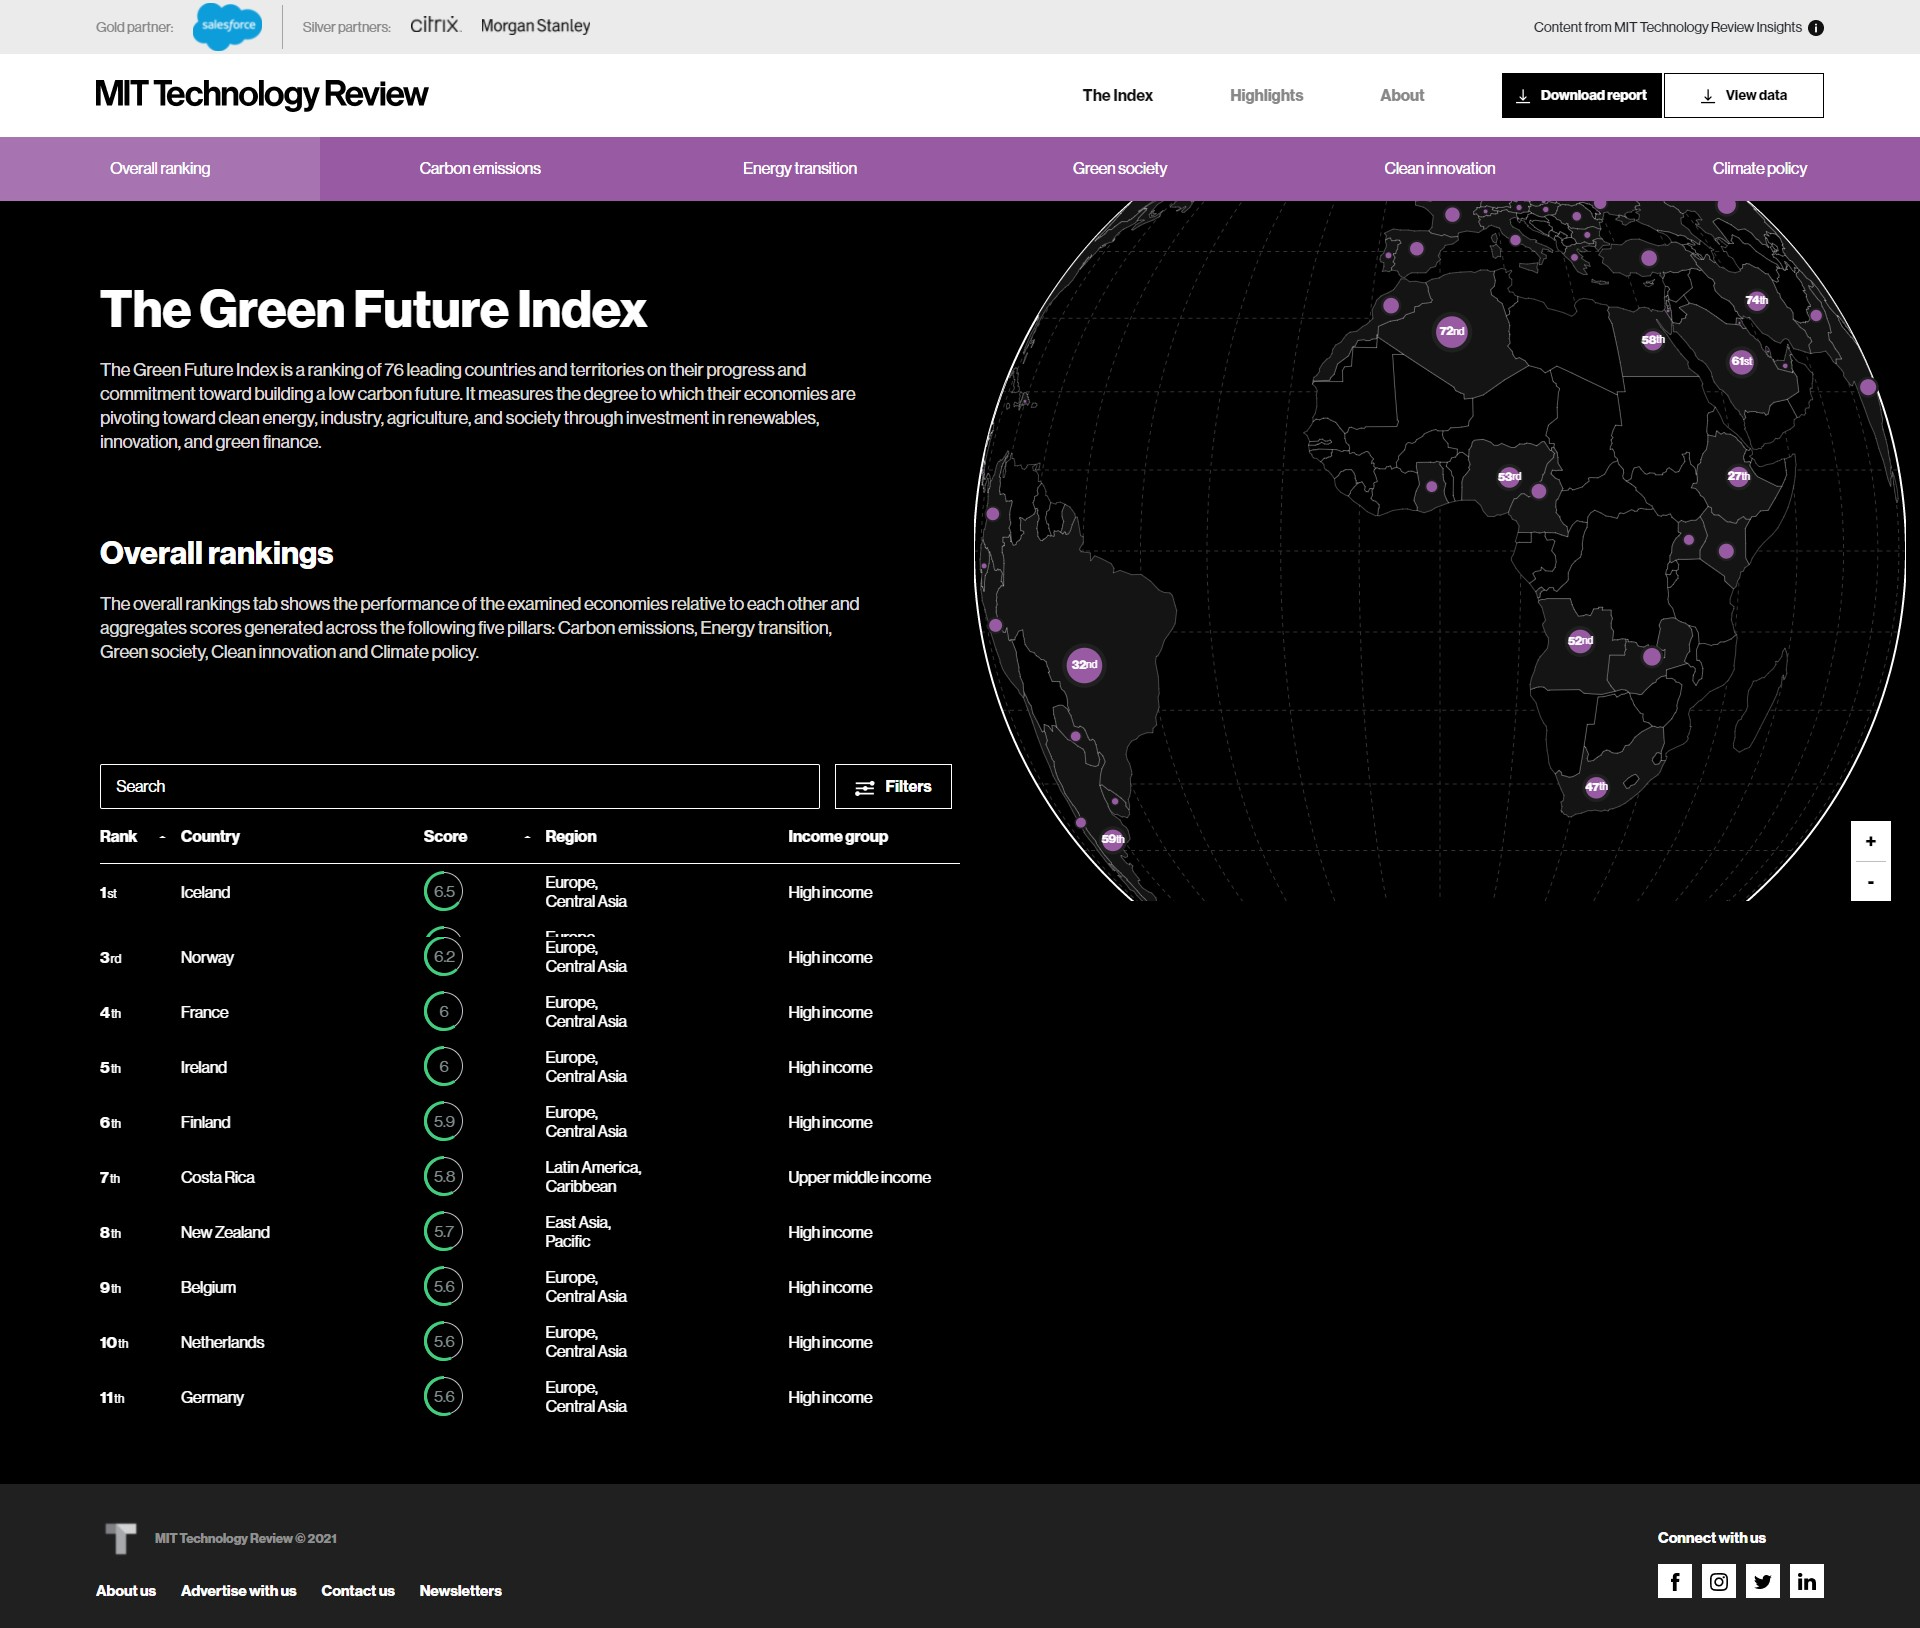 Gold partner:
salesforce
Silver partners:
citrix
Morgan Stanley
Content from MIT Technology Review Insights
MIT Technology Review
The Index
Highlights
About
Download report
View data
Overall ranking
Carbon emissions
Energy transition
Green society
Clean innovation
Climate policy
The Green Future Index
The Green Future Index is a ranking of 76 leading countries and territories on their progress and
commitment toward building a low carbon future. It measures the degree to which their economies are
pivoting toward clean energy, industry, agriculture, and society through investment in renewables,
innovation, and green finance.
Overall rankings
The overall rankings tab shows the performance of the examined economies relative to each other and
aggregates scores generated across the following five pillars: Carbon emissions, Energy transition,
Green society, Clean innovation and Climate policy.
74th
72nd
58th
61st
53rd
27th
52nd
32nd
47th
59th
+
-
Search
Filters
Rank Country Score Region Income group
1st Iceland 6.5 Europe, Central Asia High income
Europe,
3rd Norway 6.2 Europe, Central Asia High income
4th France 6 Europe, Central Asia High income
5th Ireland 6 Europe, Central Asia High income
6th Finland 5.9 Europe, Central Asia High income
7th Costa Rica 5.8 Latin America, Caribbean Upper middle income
8th New Zealand 5.7 East Asia, Pacific High income
9th Belgium 5.6 Europe, Central Asia High income
10th Netherlands 5.6 Europe, Central Asia High income
11th Germany 5.6 Europe, Central Asia High income
MIT Technology Review © 2021
About us
Advertise with us
Contact us
Newsletters
Connect with us